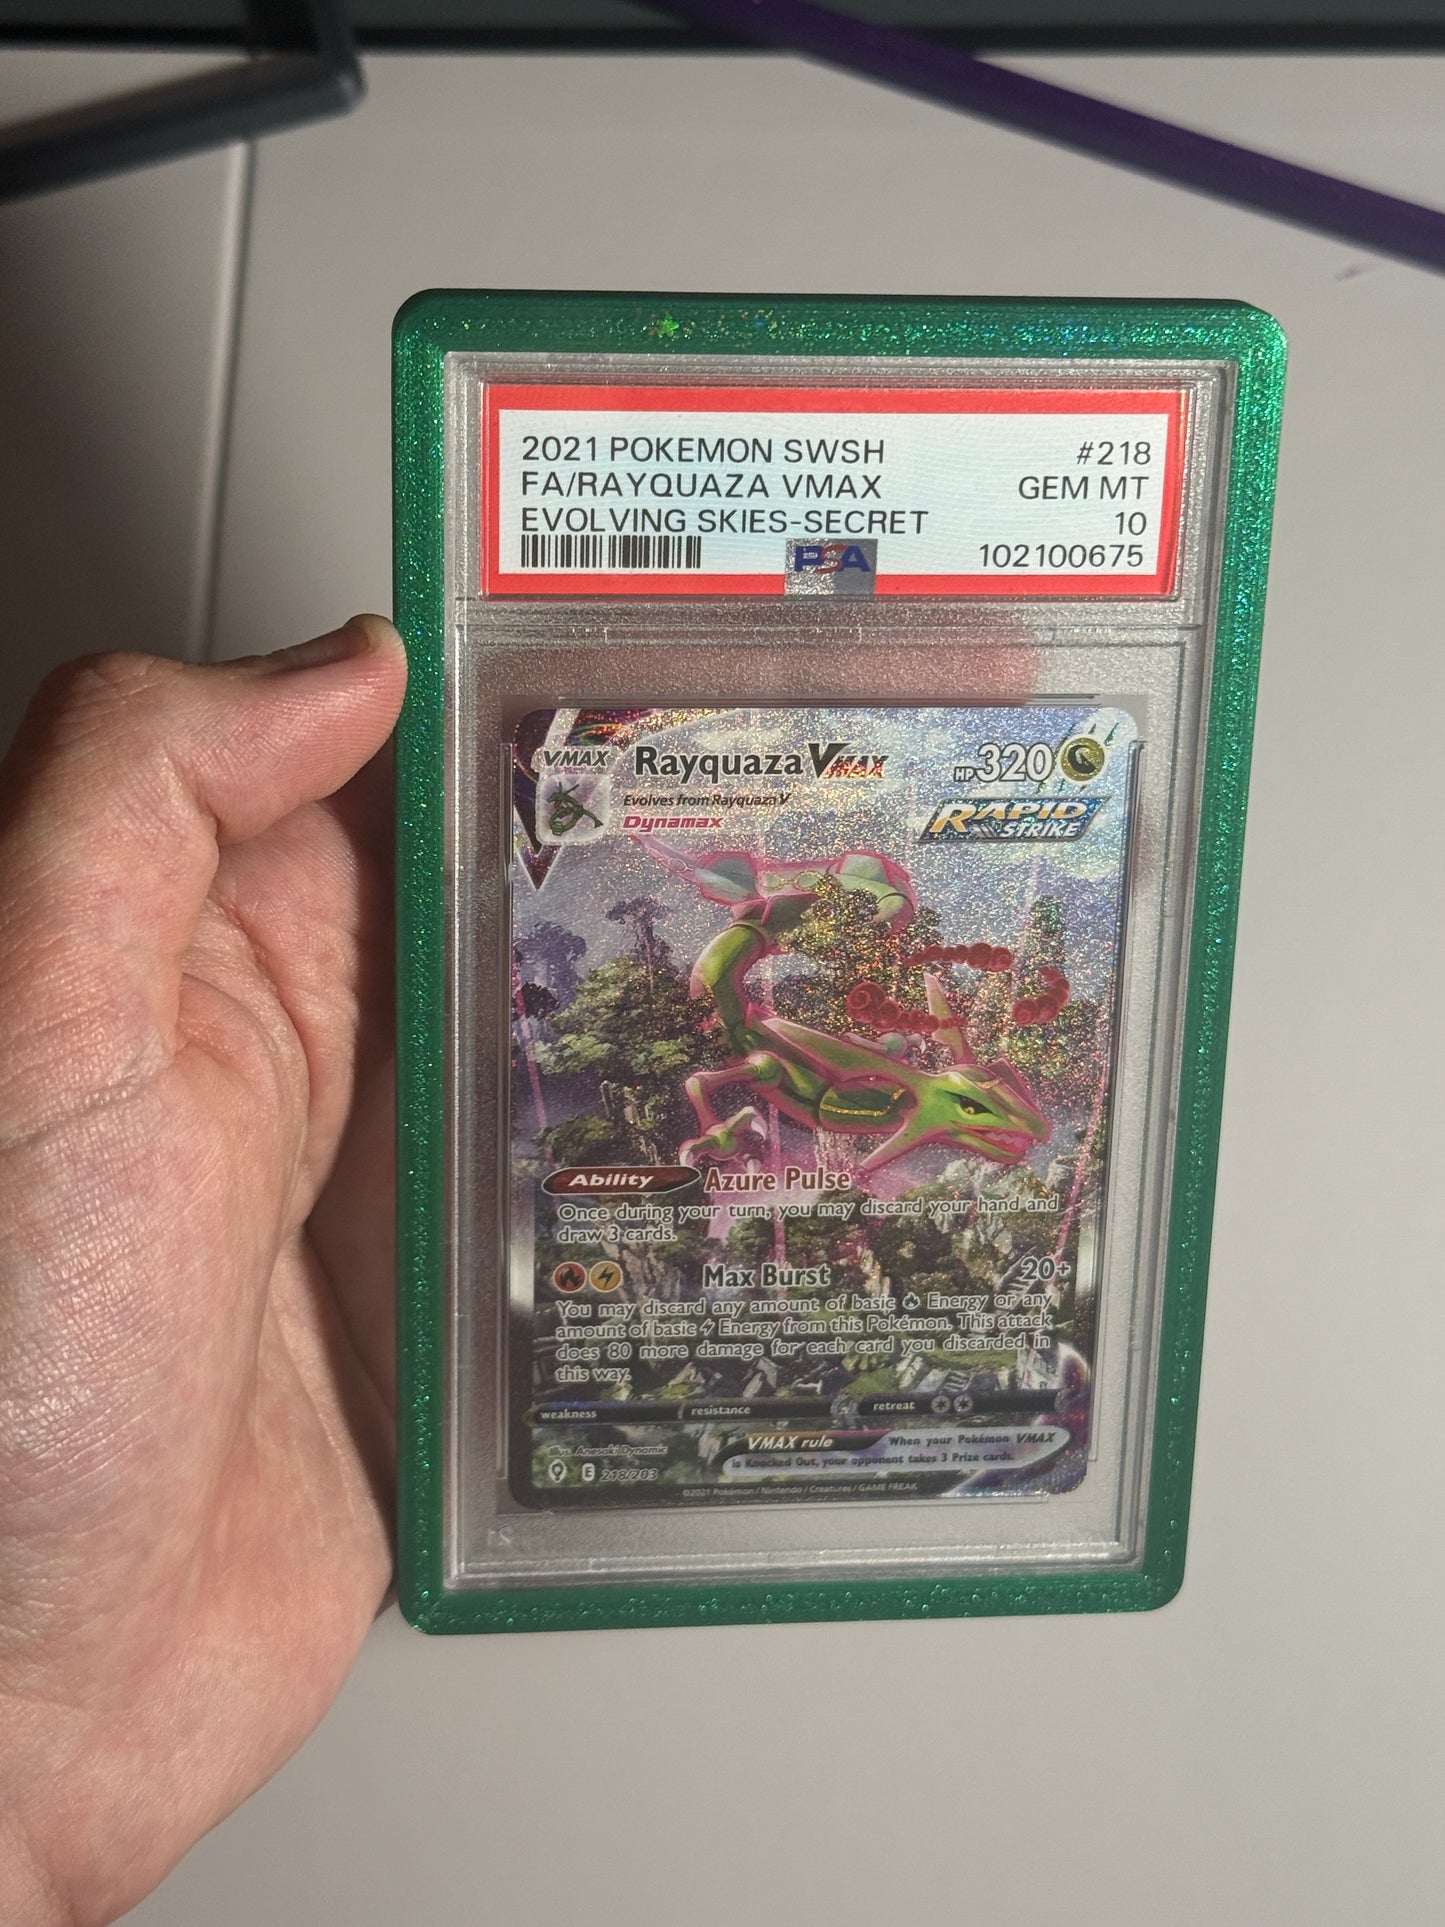 2021 POKEMON SWSH #218
FA/RAYQUAZA VMAX GEM MT
EVOLVING SKIES-SECRET 10
PSA 102100675
VMAX Rayquaza VMAX HP 320
Evolves from Rayquaza V
Dynamax
RAPID STRIKE
Ability Azure Pulse
Once during your turn, you may discard your hand and
draw 3 cards.
Max Burst 20+
You may discard any amount of basic Energy or any
amount of basic Energy from this Pokémon. This attack
does 80 more damage for each card you discarded in
this way.
weakness resistance retreat
VMAX rule When your Pokémon VMAX
is Knocked Out, your opponent takes 3 Prize cards.
Illus. Anesaki Dynamic
E 218/203
©2021 Pokémon / Nintendo / Creatures / GAME FREAK